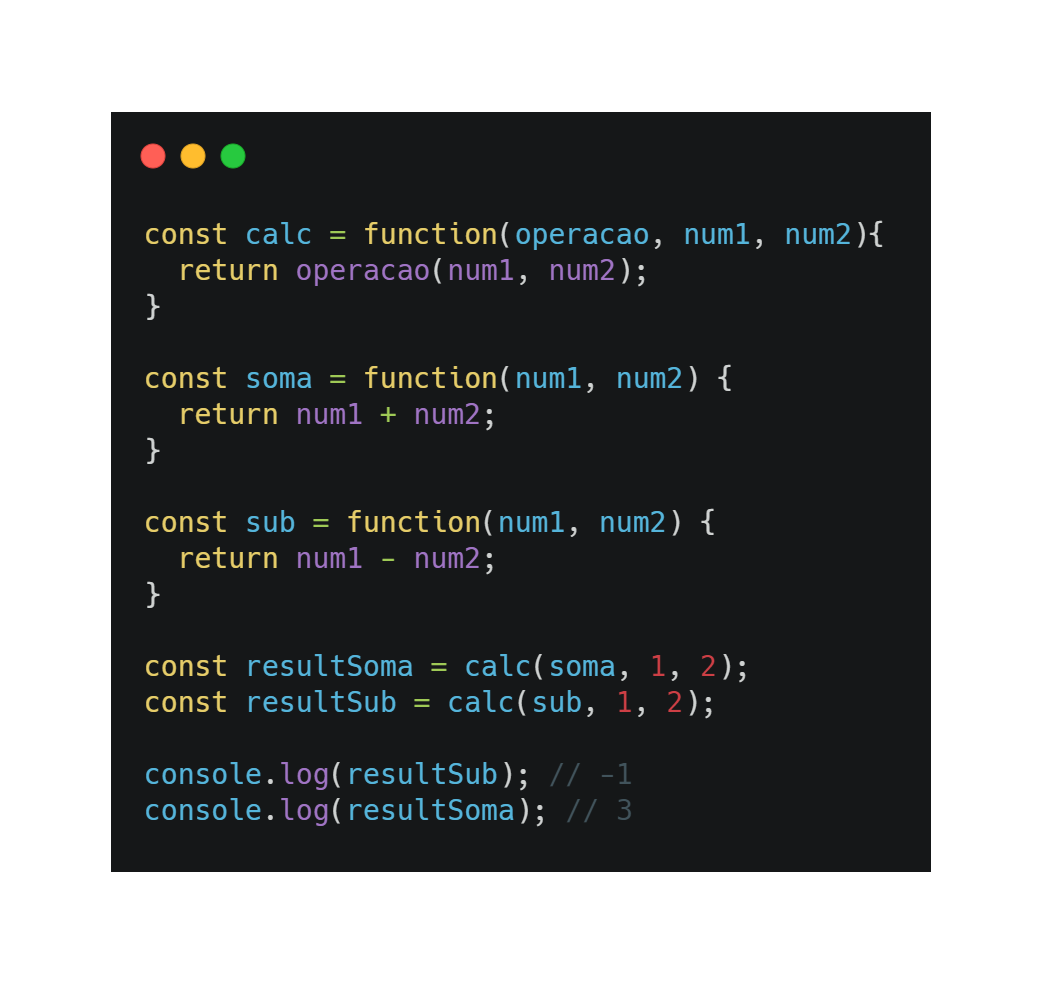 const calc = function(operacao, num1, num2){
  return operacao(num1, num2);
}

const soma = function(num1, num2) {
  return num1 + num2;
}

const sub = function(num1, num2) {
  return num1 - num2;
}

const resultSoma = calc(soma, 1, 2);
const resultSub = calc(sub, 1, 2);

console.log(resultSub); // -1
console.log(resultSoma); // 3